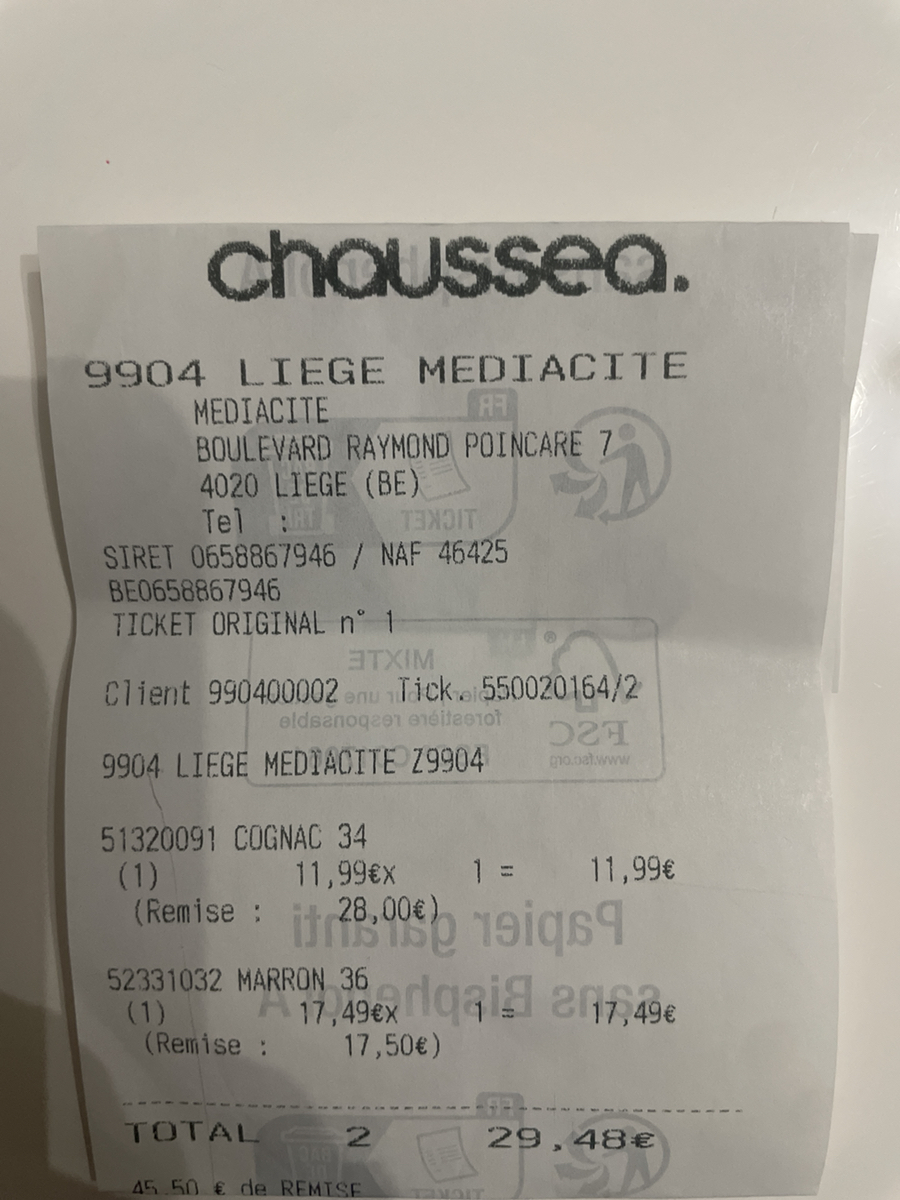 chaussea.
9904 LIEGE MEDIACITE
MEDIACITE
BOULEVARD RAYMOND POINCARE 7
4020 LIEGE (BE)
Tel :
SIRET 0658867946 / NAF 46425
BE0658867946
TICKET ORIGINAL n° 1
Client 990400002 Tick. 550020164/2
9904 LIEGE MEDIACITE Z9904
51320091 COGNAC 34
(1) 11,99€x 1 = 11,99€
(Remise : 28,00€)
52331032 MARRON 36
(1) 17,49€x 1 = 17,49€
(Remise : 17,50€)
TOTAL 2 29,48€
45,50 € de REMISE